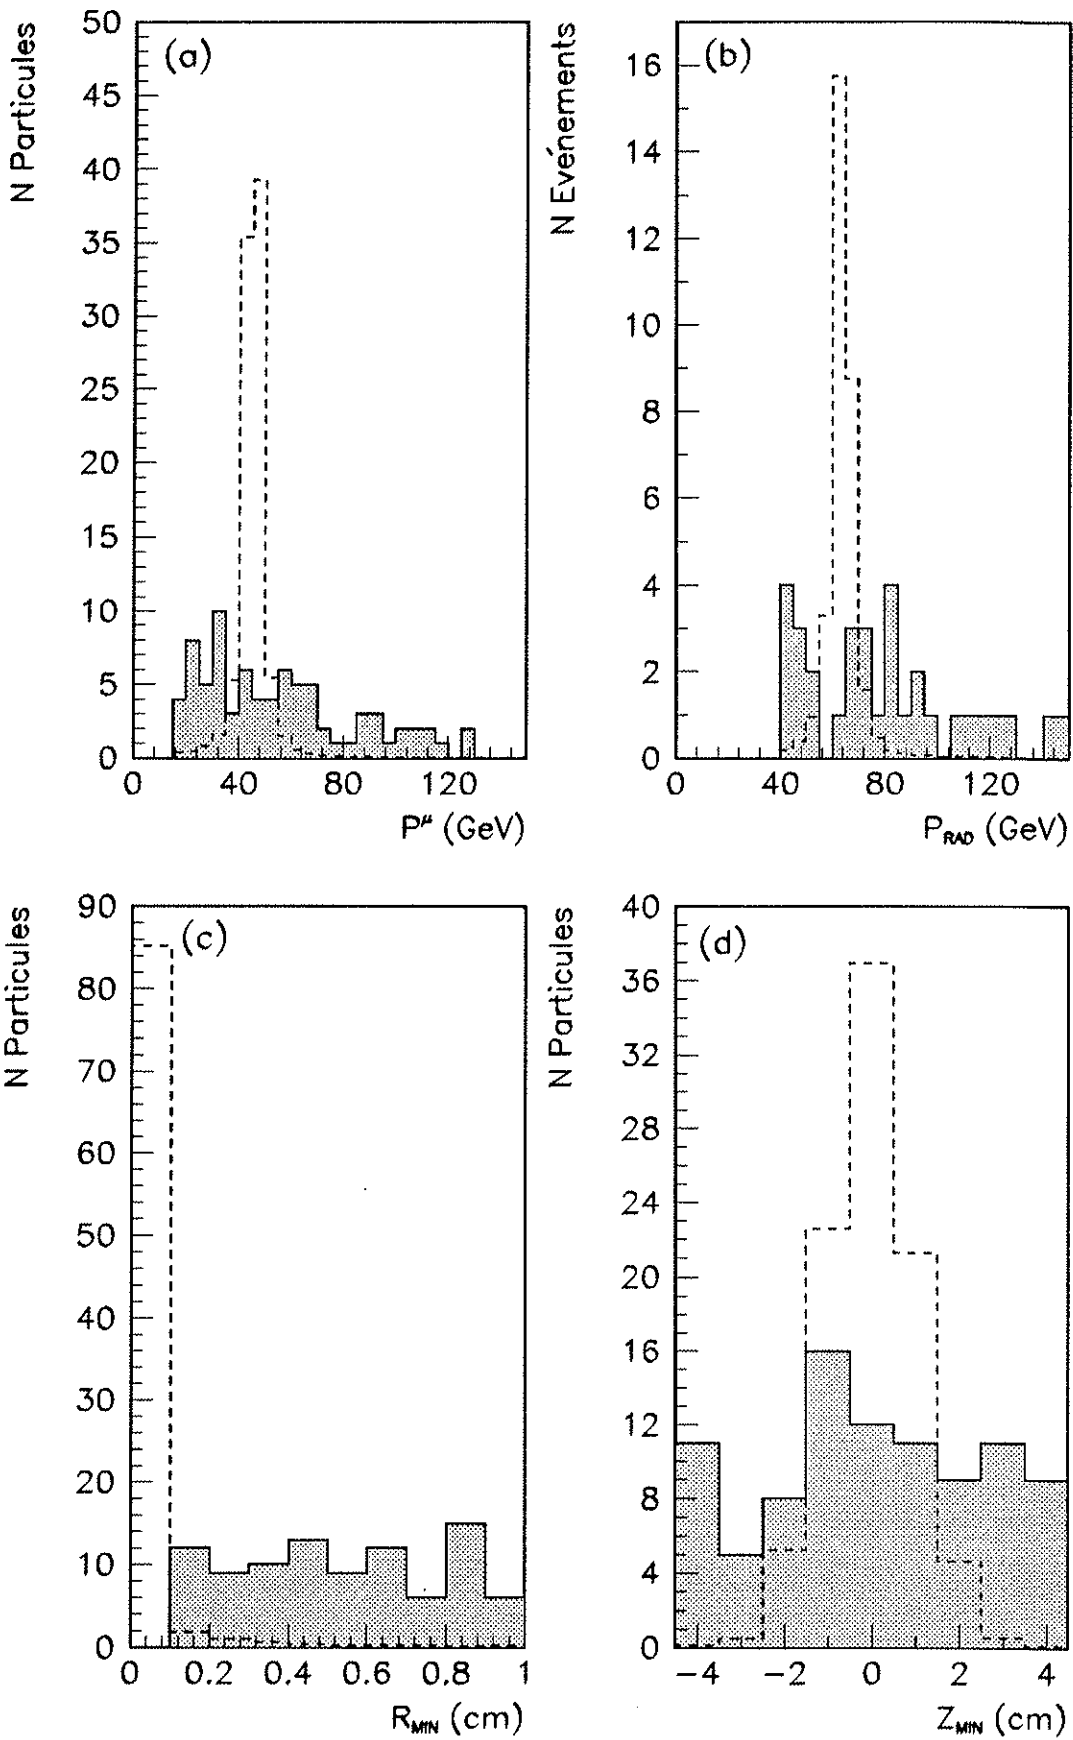 N Particules
(a)
50
45
40
35
30
25
20
15
10
5
0
0 40 80 120
P^μ (GeV)
N Evénements
(b)
16
14
12
10
8
6
4
2
0
0 40 80 120
P_RAD (GeV)
N Particules
(c)
90
80
70
60
50
40
30
20
10
0
0 0.2 0.4 0.6 0.8 1
R_MIN (cm)
N Particules
(d)
40
36
32
28
24
20
16
12
8
4
0
−4 −2 0 2 4
Z_MIN (cm)